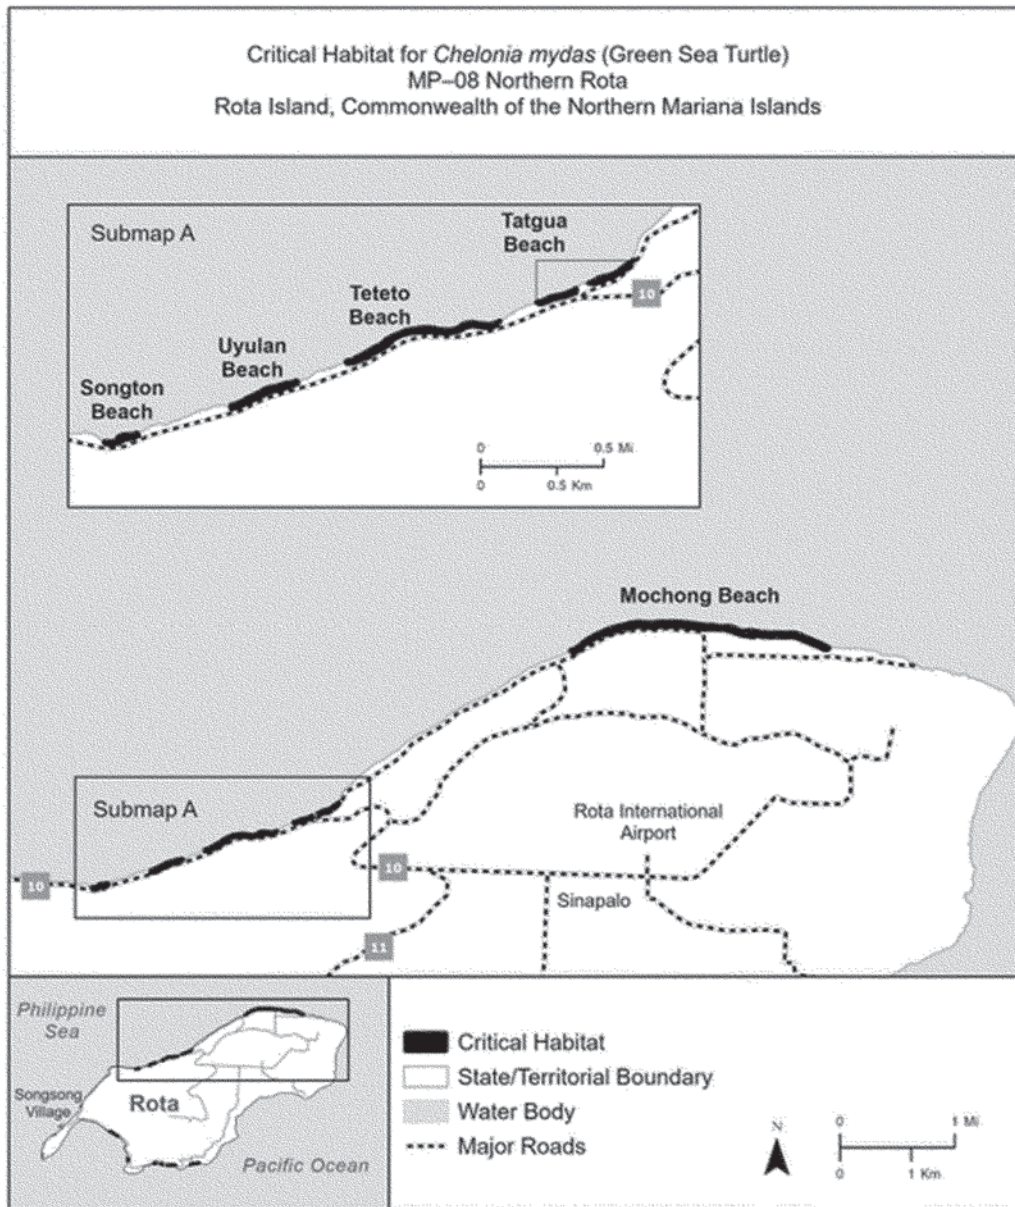 Critical Habitat for Chelonia mydas (Green Sea Turtle)
MP–08 Northern Rota
Rota Island, Commonwealth of the Northern Mariana Islands
Submap A
Tatgua
Beach
10
Teteto
Beach
Uyulan
Beach
Songton
Beach
0 0.5 Mi
0 0.5 Km
Mochong Beach
Submap A
Rota International
Airport
10
10
Sinapalo
11
Philippine
Sea
Songsong
Village
Rota
Pacific Ocean
Critical Habitat
State/Territorial Boundary
Water Body
Major Roads
N
0 1 Mi
0 1 Km